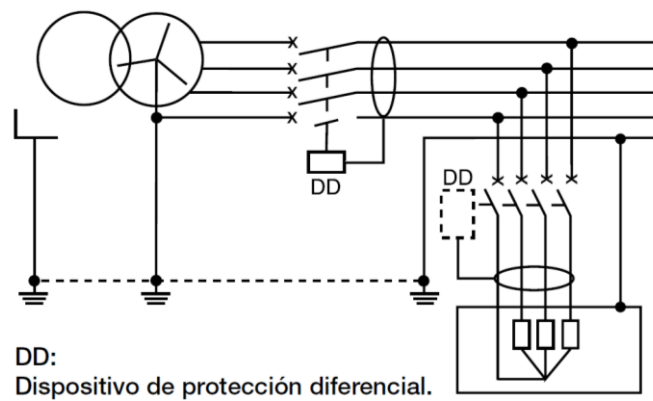 DD
DD
DD:
Dispositivo de protección diferencial.